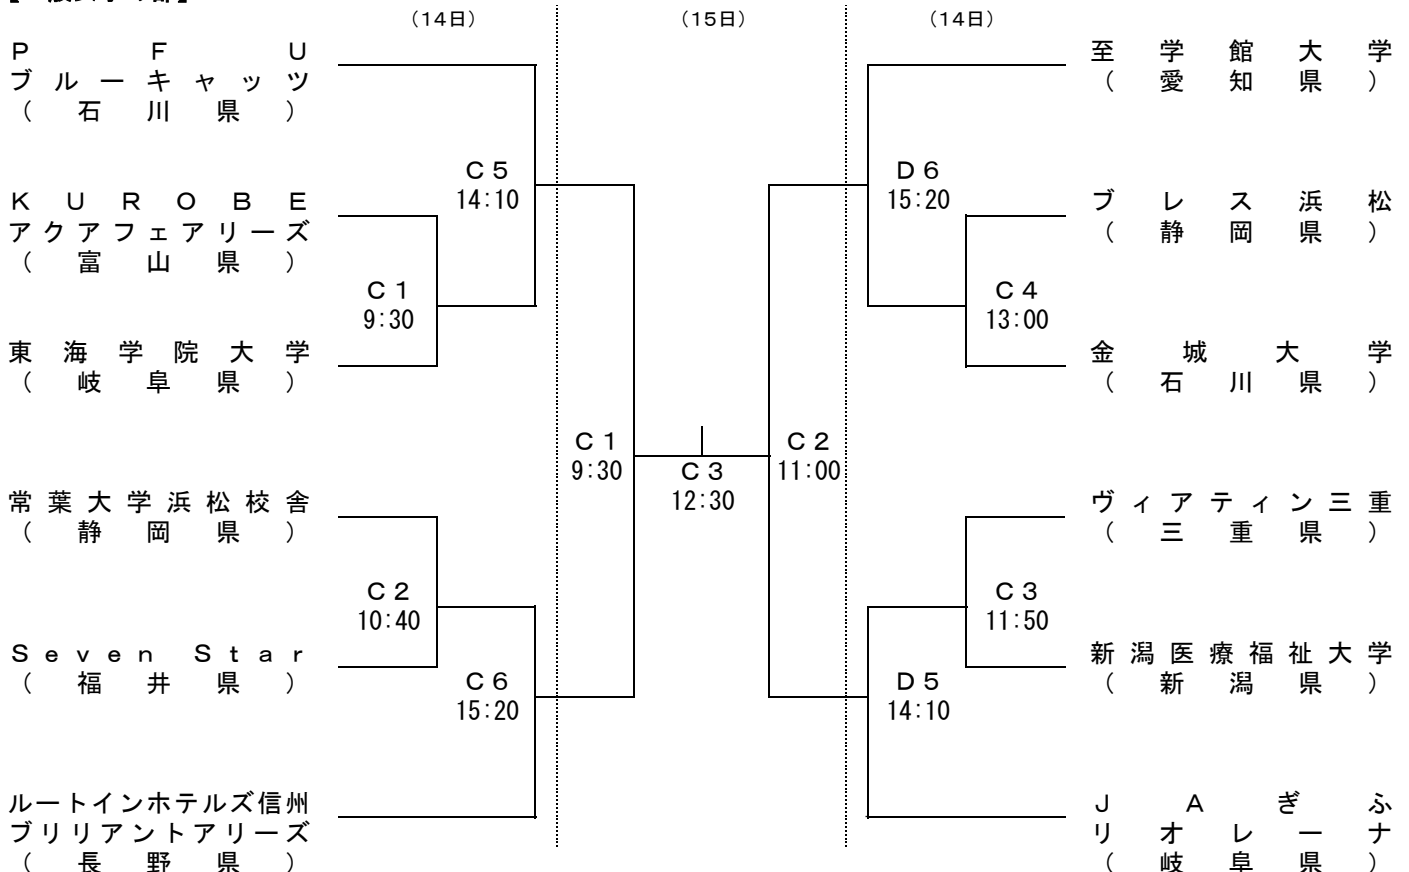 (14日)
(15日)
(14日)
PFU
ブルーキャッツ
(石川県)
C5
14:10
KUROBE
アクアフェアリーズ
(富山県)
C1
9:30
東海学院大学
(岐阜県)
常葉大学浜松校舎
(静岡県)
C2
10:40
Seven Star
(福井県)
C6
15:20
ルートインホテルズ信州
ブリリアントアリーズ
(長野県)
C1
9:30
C3
12:30
C2
11:00
至学館大学
(愛知県)
D6
15:20
ブレス浜松
(静岡県)
C4
13:00
金城大学
(石川県)
ヴィアティン三重
(三重県)
C3
11:50
新潟医療福祉大学
(新潟県)
D5
14:10
JAぎふ
リオレーナ
(岐阜県)